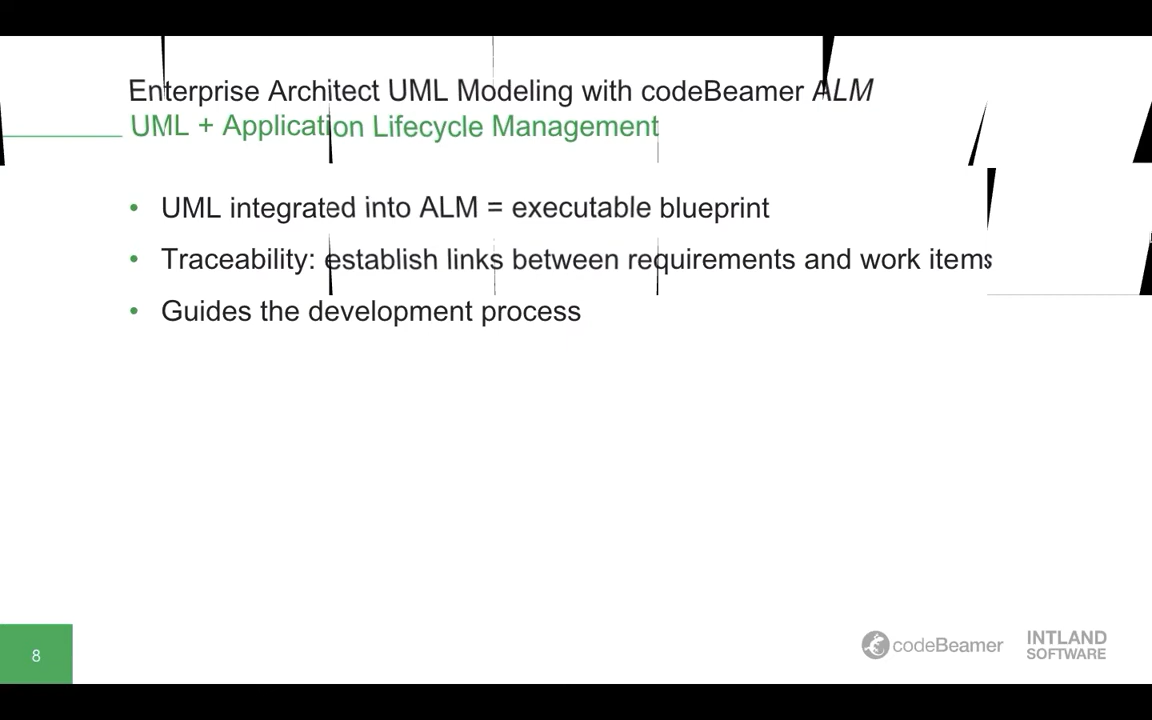 Enterprise Architect UML Modeling with codeBeamer ALM
UML + Application Lifecycle Management
• UML integrated into ALM = executable blueprint
• Traceability: establish links between requirements and work items
• Guides the development process
8
codeBeamer
INTLAND
SOFTWARE